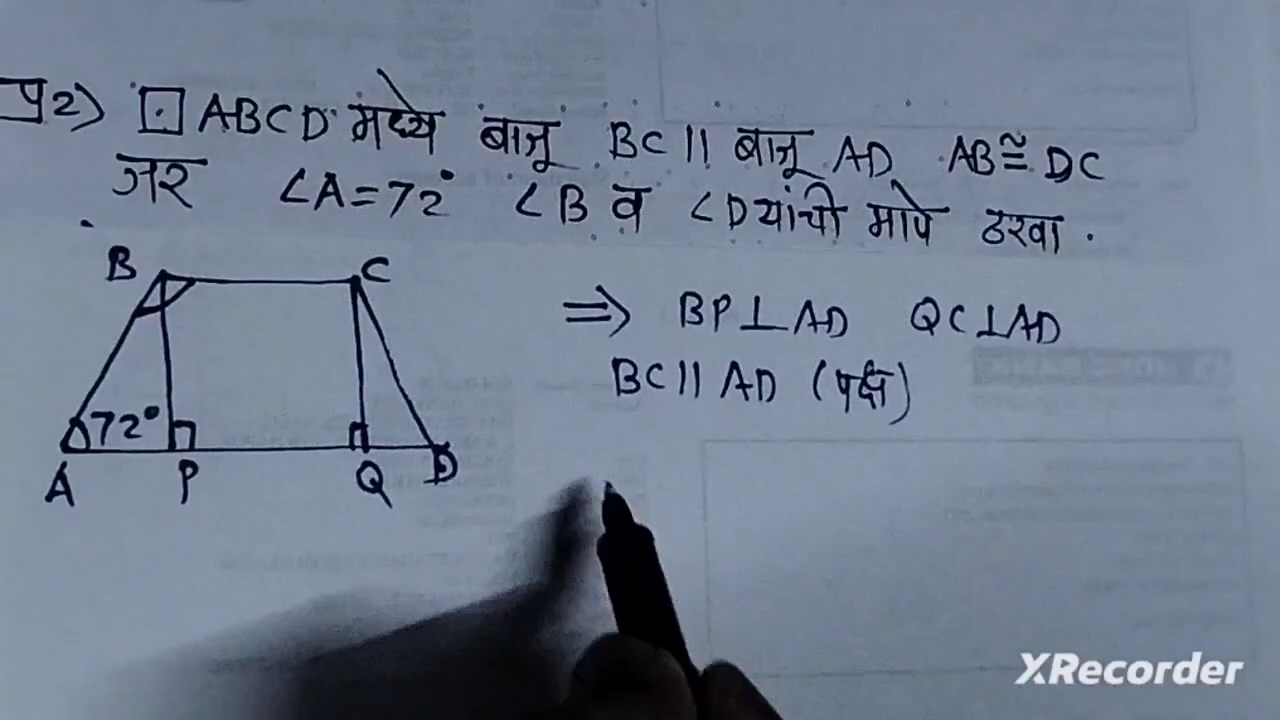 प्र2) □ ABCD मध्ये बाजू BC || बाजू AD AB ≅ DC
जर ∠A = 72° ∠B व ∠D यांची मापे ठरवा .
B C
72°
A P Q D
⇒ BP ⊥ AD QC ⊥ AD
BC || AD (पक्ष)
XRecorder